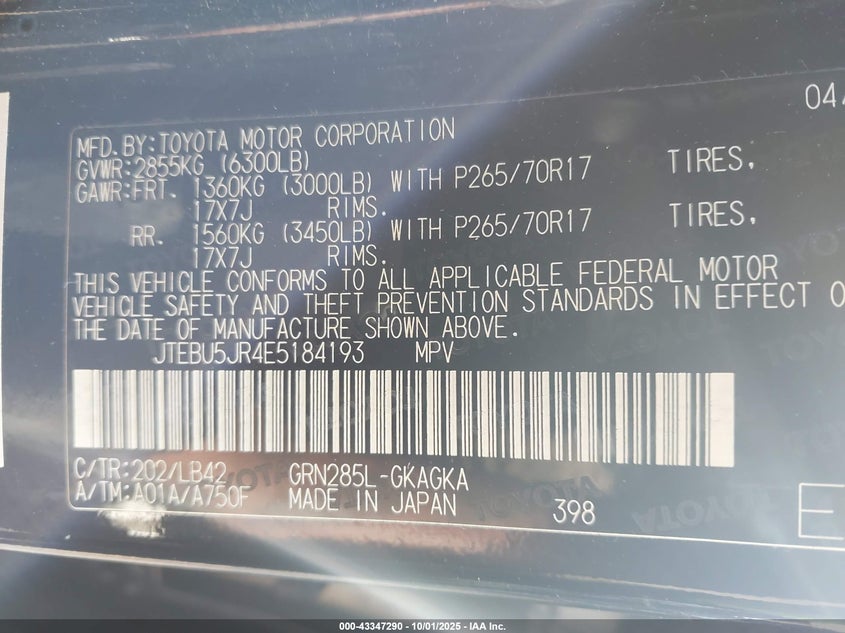 04
MFD. BY:TOYOTA MOTOR CORPORATION
GVWR:2855KG (6300LB)
GAWR:FRT. 1360KG (3000LB) WITH P265/70R17 TIRES,
17X7J RIMS.
RR. 1560KG (3450LB) WITH P265/70R17 TIRES,
17X7J RIMS.
THIS VEHICLE CONFORMS TO ALL APPLICABLE FEDERAL MOTOR
VEHICLE SAFETY AND THEFT PREVENTION STANDARDS IN EFFECT O
THE DATE OF MANUFACTURE SHOWN ABOVE.
JTEBU5JR4E5184193 MPV
C/TR:202/LB42 GRN285L-GKAGKA
A/TM:A01A/A750F MADE IN JAPAN 398
E
000-43347290 - 10/01/2025 - IAA Inc.